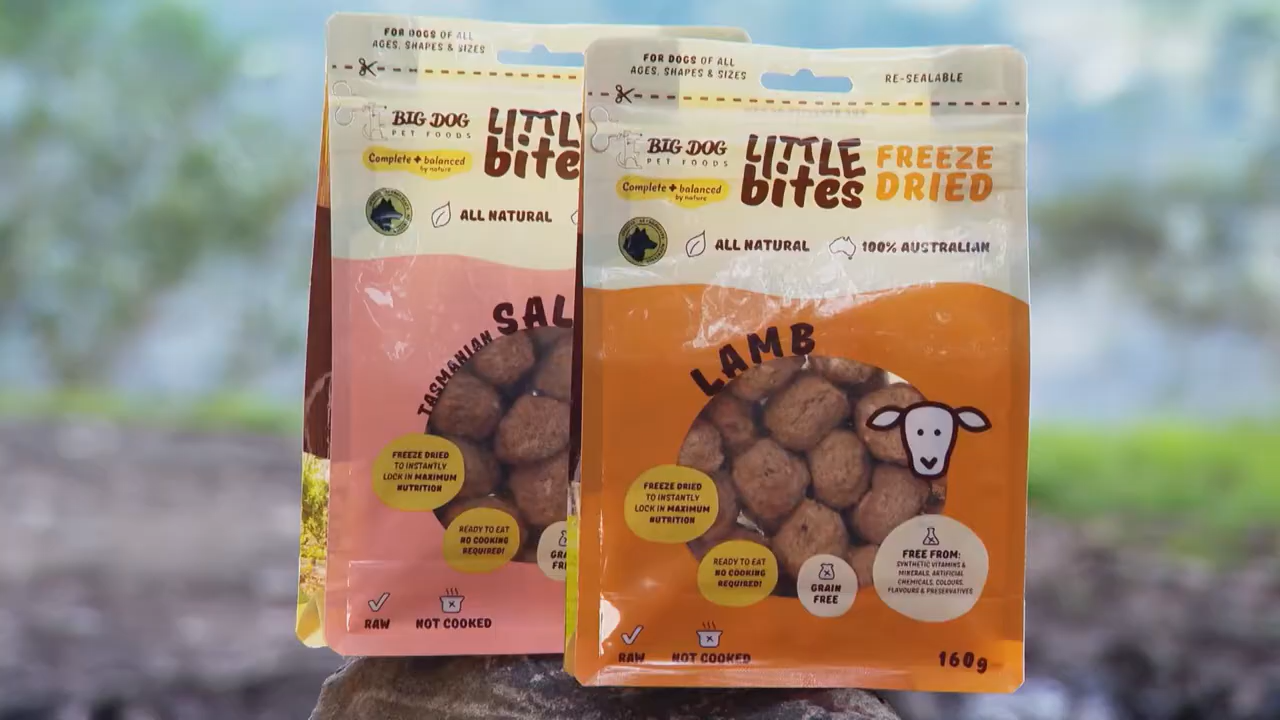 FOR DOGS OF ALL
AGES, SHAPES & SIZES
BIG DOG
PET FOODS
Complete + balanced
by nature
LITTL
bite
ALL NATURAL
TASMANIAN SAL
FREEZE DRIED
TO INSTANTLY
LOCK IN MAXIMUM
NUTRITION
READY TO EAT
NO COOKING
REQUIRED!
GRA
FR
RAW
NOT COOKED
FOR DOGS OF ALL
AGES, SHAPES & SIZES
RE-SEALABLE
BIG DOG
PET FOODS
Complete + balanced
by nature
LITTLE
bites
FREEZE
DRIED
ALL NATURAL
100% AUSTRALIAN
LAMB
FREEZE DRIED
TO INSTANTLY
LOCK IN MAXIMUM
NUTRITION
READY TO EAT
NO COOKING
REQUIRED!
GRAIN
FREE
FREE FROM:
SYNTHETIC VITAMINS &
MINERALS, ARTIFICIAL
CHEMICALS, COLOURS,
FLAVOURS & PRESERVATIVES
RAW
NOT COOKED
160g